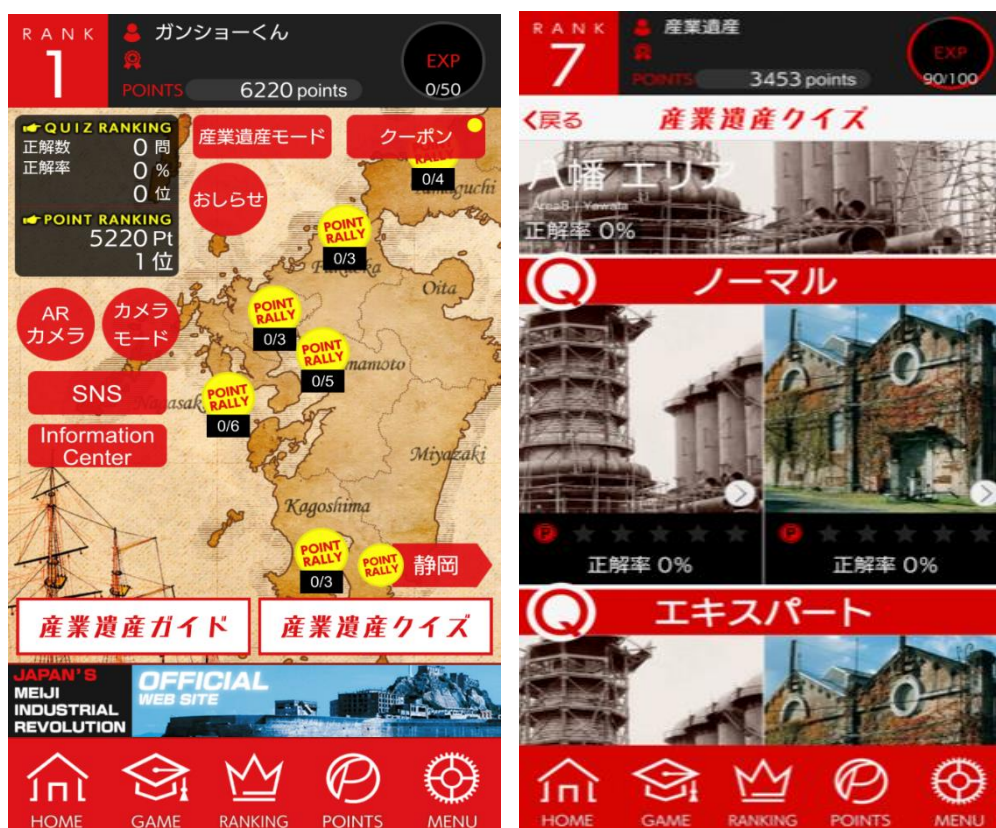 RANK
1
ガンショーくん
POINTS
6220 points
EXP
0/50
QUIZ RANKING
正解数 0 問
正解率 0 %
0 位
POINT RANKING
5220 Pt
1 位
産業遺産モード
クーポン
おしらせ
RALLY
0/4
POINT
RALLY
0/3
Oita
POINT
RALLY
0/3
POINT
RALLY
0/5
POINT
RALLY
0/6
AR
カメラ
カメラ
モード
SNS
Information
Center
Miyazaki
Kagoshima
POINT
RALLY
0/3
POINT
RALLY
静岡
産業遺産ガイド
産業遺産クイズ
JAPAN'S
MEIJI
INDUSTRIAL
REVOLUTION
OFFICIAL
WEB SITE
HOME
GAME
RANKING
POINTS
MENU
RANK
7
産業遺産
POINTS
3453 points
EXP
90/100
戻る
産業遺産クイズ
八幡 エリア
Area8 | Yawata
正解率 0%
Q
ノーマル
P
正解率 0%
P
正解率 0%
Q
エキスパート
HOME
GAME
RANKING
POINTS
MENU